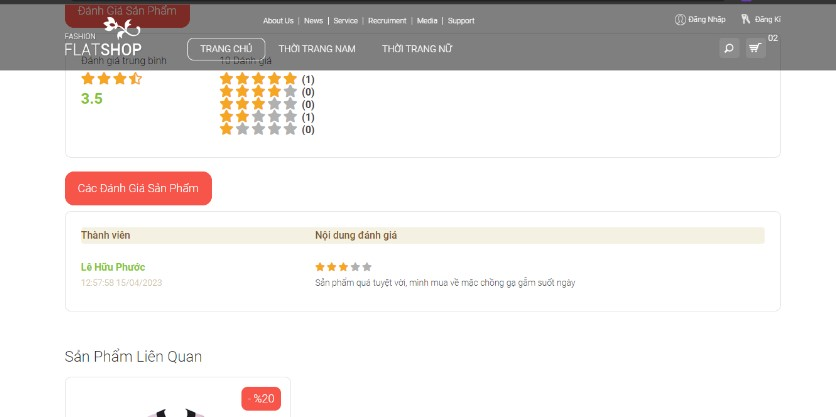 Đánh Giá Sản Phẩm
About Us | News | Service | Recruiment | Media | Support
Đăng Nhập
Đăng Kí
FASHION
FLATSHOP
TRANG CHỦ
THỜI TRANG NAM
THỜI TRANG NỮ
02
Đánh giá trung bình
10 Đánh giá
3.5
(1)
(0)
(0)
(1)
(0)
Các Đánh Giá Sản Phẩm
Thành viên Nội dung đánh giá
Lê Hữu Phước
12:57:58 15/04/2023
Sản phẩm quá tuyệt vời, mình mua về mặc chồng gạ gẫm suốt ngày
Sản Phẩm Liên Quan
- %20